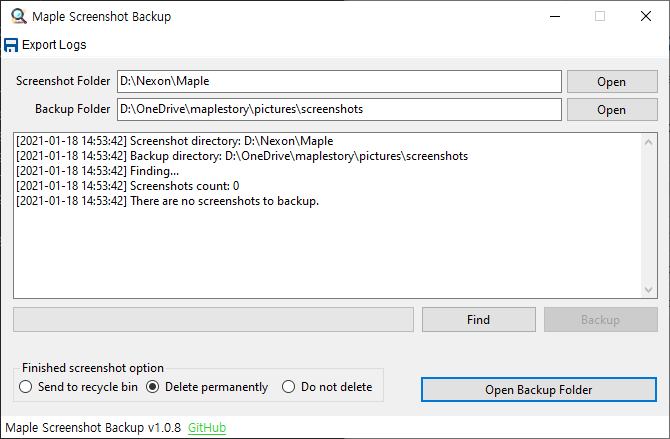 Maple Screenshot Backup
Export Logs
Screenshot Folder D:\Nexon\Maple Open
Backup Folder D:\OneDrive\maplestory\pictures\screenshots Open
[2021-01-18 14:53:42] Screenshot directory: D:\Nexon\Maple
[2021-01-18 14:53:42] Backup directory: D:\OneDrive\maplestory\pictures\screenshots
[2021-01-18 14:53:42] Finding...
[2021-01-18 14:53:42] Screenshots count: 0
[2021-01-18 14:53:42] There are no screenshots to backup.
Find Backup
Finished screenshot option
Send to recycle bin Delete permanently Do not delete
Open Backup Folder
Maple Screenshot Backup v1.0.8 GitHub